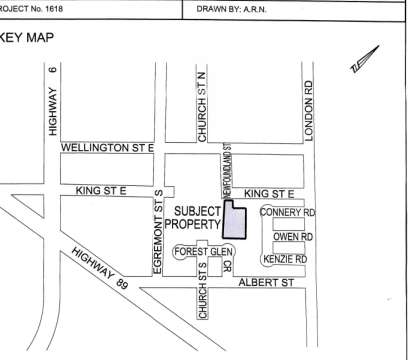 ROJECT No. 1618
DRAWN BY: A.R.N.
KEY MAP
HIGHWAY 6
CHURCH ST N
LONDON RD
WELLINGTON ST E
NEWFOUNDLAND ST
KING ST E
KING ST E
EGREMONT ST S
SUBJECT
PROPERTY
CONNERY RD
OWEN RD
FOREST GLEN
CR
KENZIE RD
HIGHWAY 89
CHURCH ST S
ALBERT ST